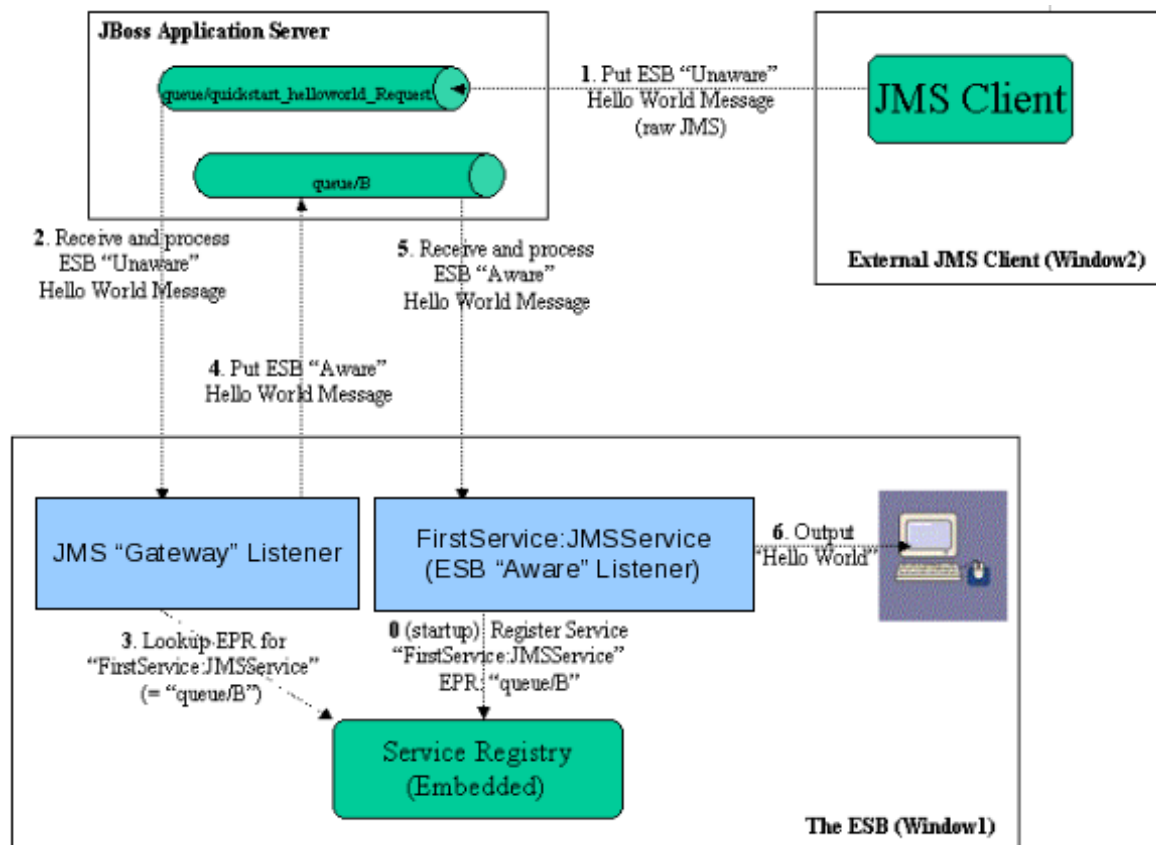 JBoss Application Server
queue/quickstart_helloworld_Request
queue/B
1. Put ESB “Unaware”
Hello World Message
(raw JMS)
JMS Client
External JMS Client (Window2)
2. Receive and process
ESB “Unaware”
Hello World Message
5. Receive and process
ESB “Aware”
Hello World Message
4. Put ESB “Aware”
Hello World Message
JMS “Gateway” Listener
FirstService:JMSService
(ESB “Aware” Listener)
6. Output
“Hello World”
3. Lookup EPR for
“FirstService:JMSService”
(= “queue/B”)
0 (startup) Register Service
“FirstService:JMSService”
EPR: “queue/B”
Service Registry
(Embedded)
The ESB (Window1)